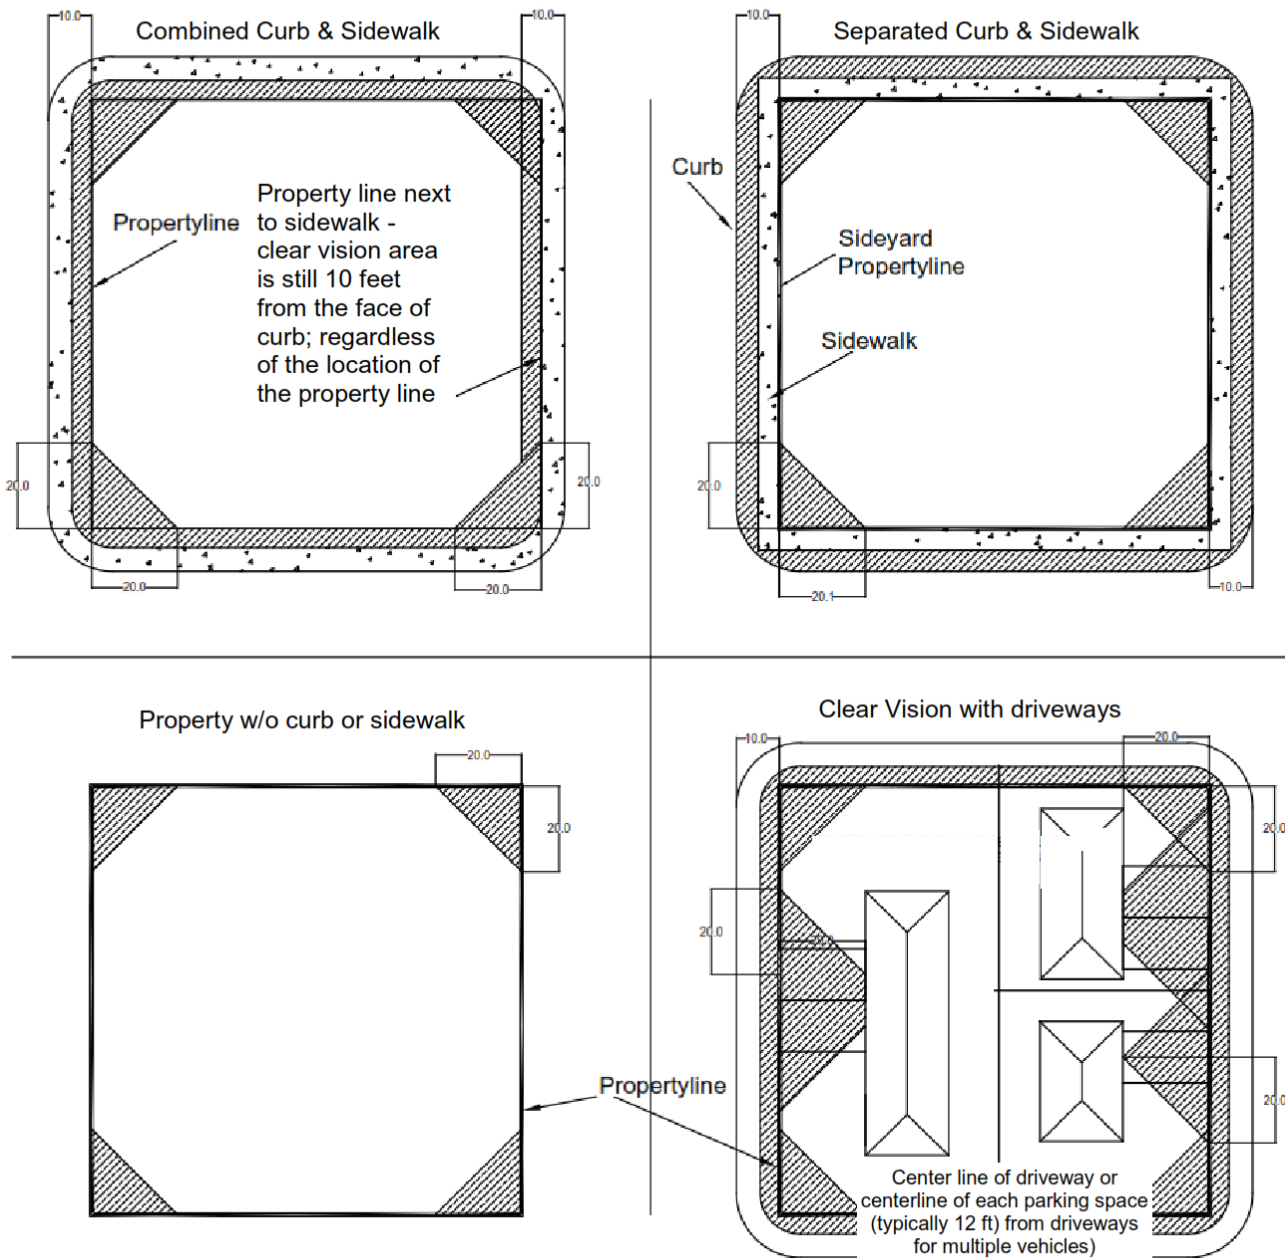 10.0
10.0
Combined Curb & Sidewalk
Propertyline
Property line next
to sidewalk -
clear vision area
is still 10 feet
from the face of
curb; regardless
of the location of
the property line
20.0
20.0
20.0
20.0
10.0
Separated Curb & Sidewalk
Curb
Sideyard
Propertyline
Sidewalk
20.0
20.1
10.0
Property w/o curb or sidewalk
20.0
20.0
Propertyline
Clear Vision with driveways
10.0
20.0
20.0
20.0
20.0
20.0
Center line of driveway or
centerline of each parking space
(typically 12 ft) from driveways
for multiple vehicles)